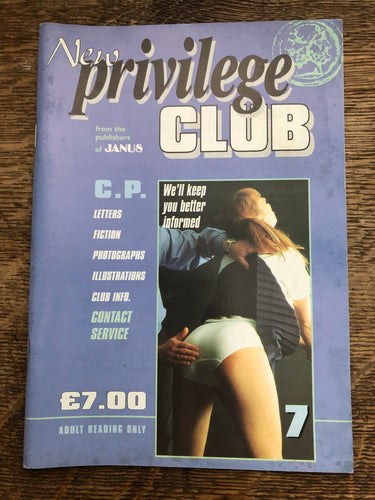 New
privilege
CLUB
from the
publishers
of JANUS
C.P.
LETTERS
FICTION
PHOTOGRAPHS
ILLUSTRATIONS
CLUB INFO.
CONTACT
SERVICE
We'll keep
you better
informed
£7.00
7
ADULT READING ONLY